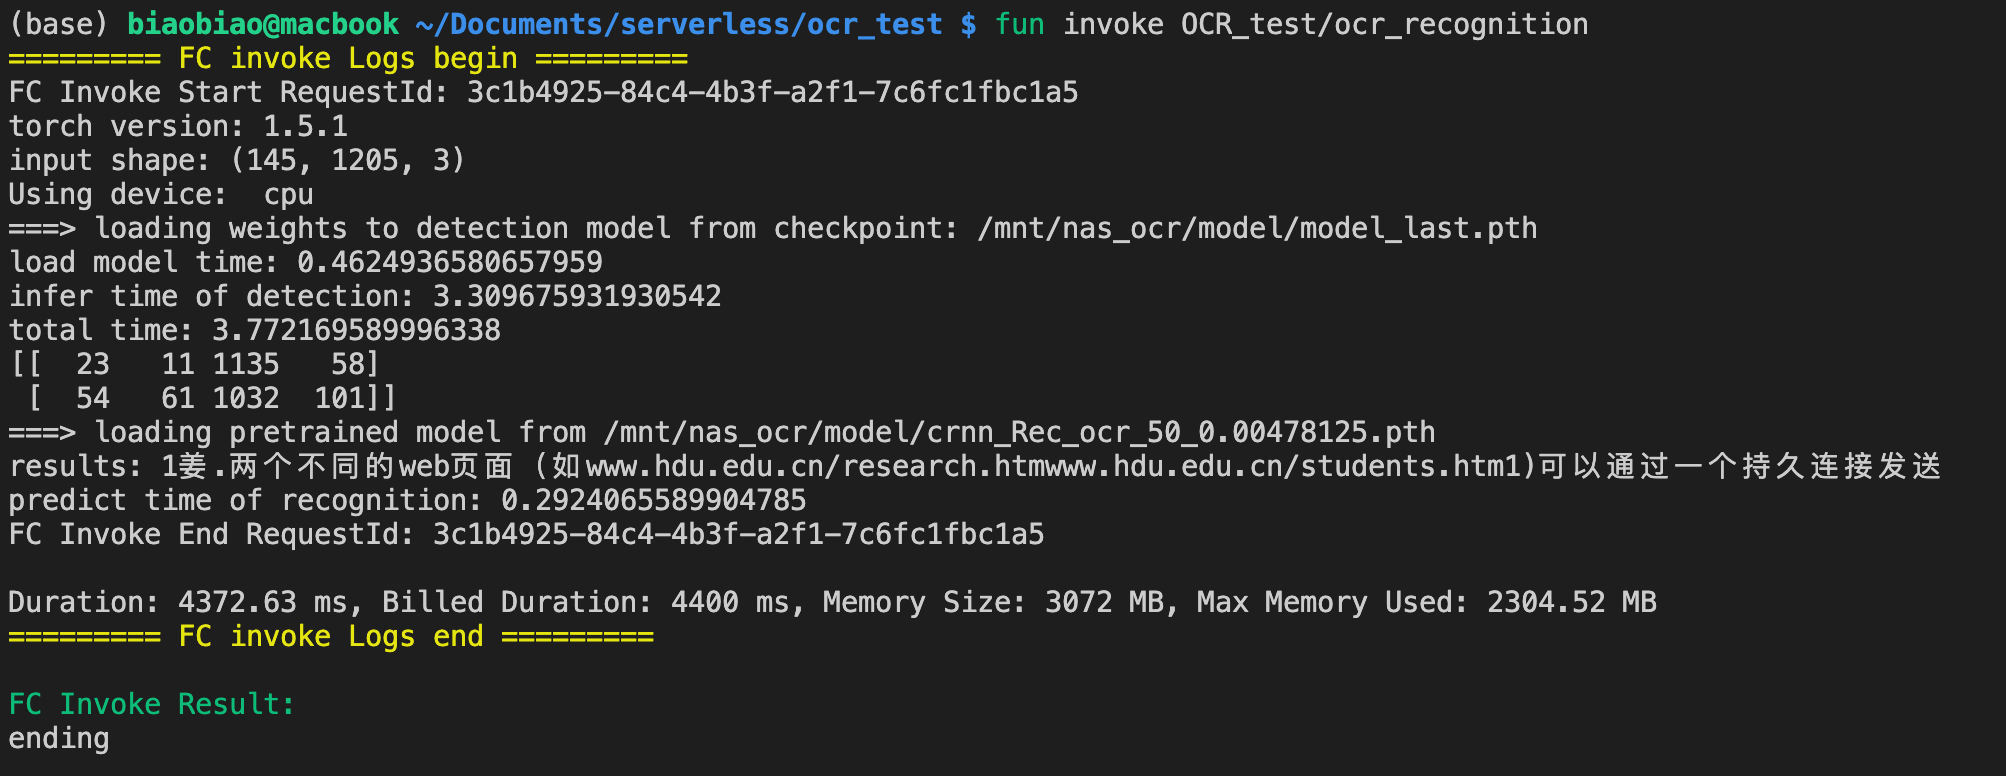 (base) biaobiao@macbook ~/Documents/serverless/ocr_test $ fun invoke OCR_test/ocr_recognition
========= FC invoke Logs begin =========
FC Invoke Start RequestId: 3c1b4925-84c4-4b3f-a2f1-7c6fc1fbc1a5
torch version: 1.5.1
input shape: (145, 1205, 3)
Using device:  cpu
===> loading weights to detection model from checkpoint: /mnt/nas_ocr/model/model_last.pth
load model time: 0.4624936580657959
infer time of detection: 3.309675931930542
total time: 3.772169589996338
[[  23   11 1135   58]
 [  54   61 1032  101]]
===> loading pretrained model from /mnt/nas_ocr/model/crnn_Rec_ocr_50_0.00478125.pth
results: 1姜.两个不同的web页面 (如www.hdu.edu.cn/research.htmwww.hdu.edu.cn/students.htm1)可以通过一个持久连接发送
predict time of recognition: 0.2924065589904785
FC Invoke End RequestId: 3c1b4925-84c4-4b3f-a2f1-7c6fc1fbc1a5
Duration: 4372.63 ms, Billed Duration: 4400 ms, Memory Size: 3072 MB, Max Memory Used: 2304.52 MB
========= FC invoke Logs end =========
FC Invoke Result:
ending